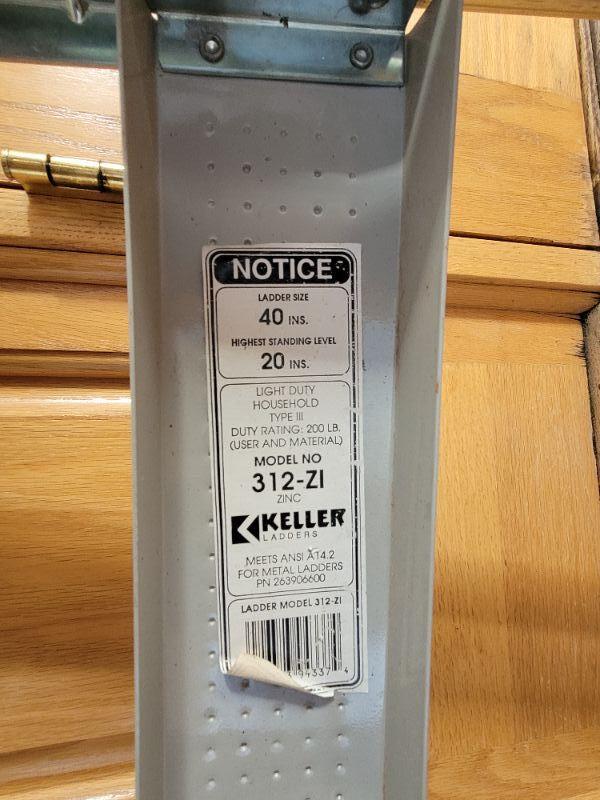 NOTICE
LADDER SIZE
40 INS.
HIGHEST STANDING LEVEL
20 INS.
LIGHT DUTY
HOUSEHOLD
TYPE III
DUTY RATING: 200 LB.
(USER AND MATERIAL)
MODEL NO
312-ZI
ZINC
KELLER
LADDERS
MEETS ANSI A14.2
FOR METAL LADDERS
PN 263906600
LADDER MODEL 312-ZI
94337 4